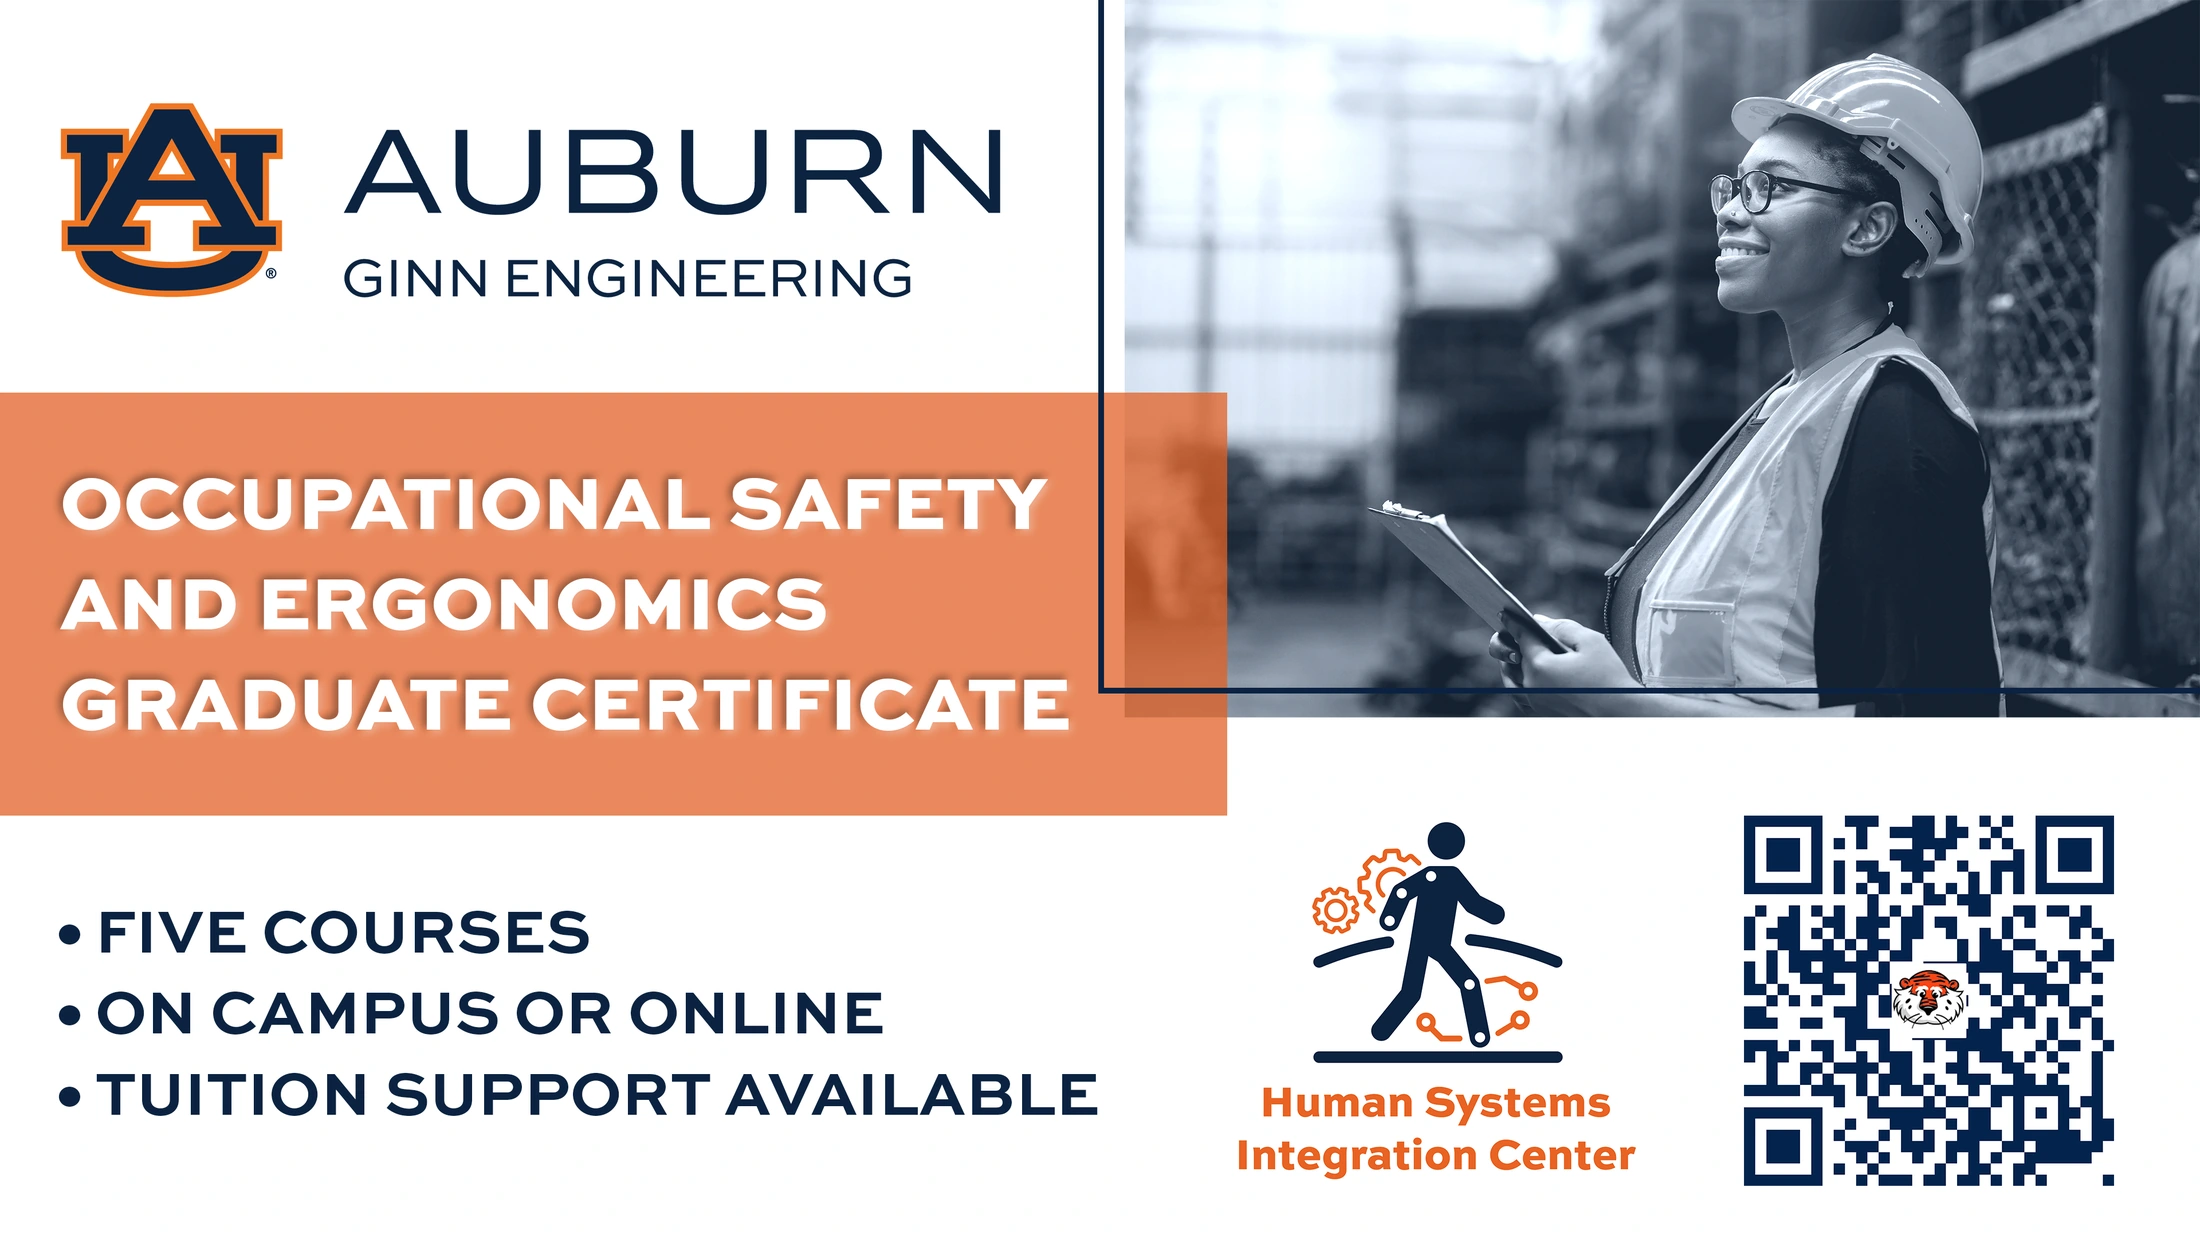 AU®
AUBURN
GINN ENGINEERING
OCCUPATIONAL SAFETY
AND ERGONOMICS
GRADUATE CERTIFICATE
• FIVE COURSES
• ON CAMPUS OR ONLINE
• TUITION SUPPORT AVAILABLE
Human Systems
Integration Center